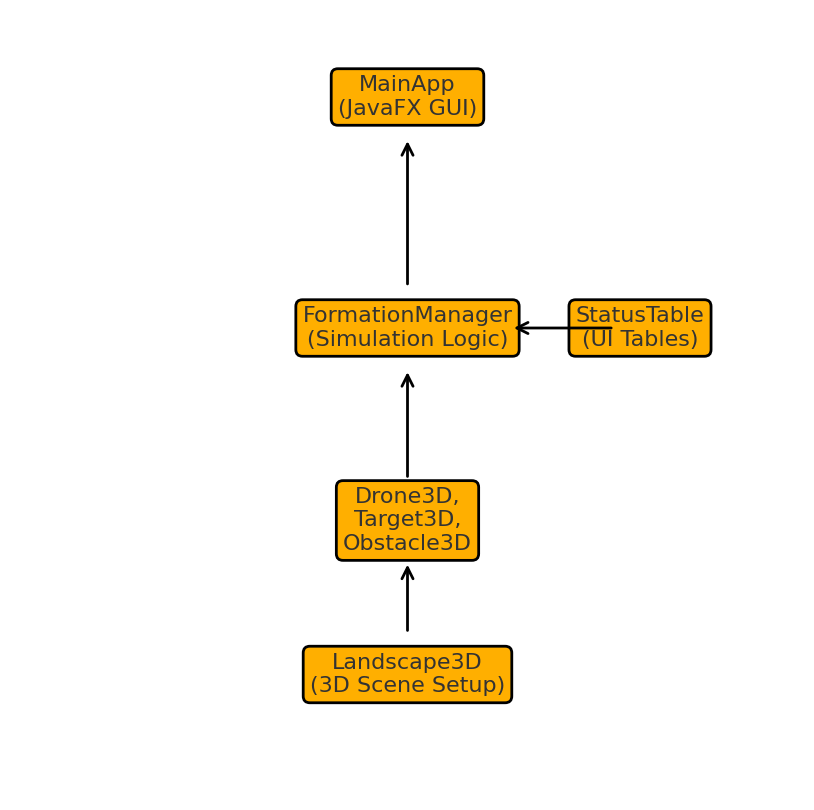 MainApp
(JavaFX GUI)
FormationManager
(Simulation Logic)
StatusTable
(UI Tables)
Drone3D,
Target3D,
Obstacle3D
Landscape3D
(3D Scene Setup)